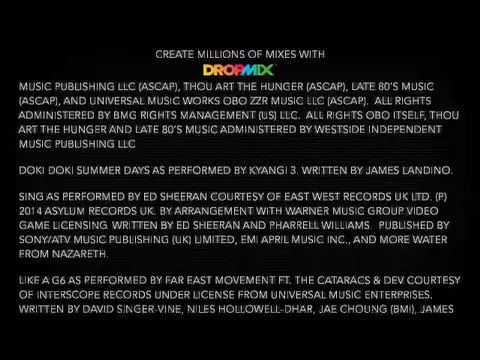 CREATE MILLIONS OF MIXES WITH
DROPMIX
MUSIC PUBLISHING LLC (ASCAP), THOU ART THE HUNGER (ASCAP), LATE 80'S MUSIC
(ASCAP), AND UNIVERSAL MUSIC WORKS OBO ZZR MUSIC LLC (ASCAP). ALL RIGHTS
ADMINISTERED BY BMG RIGHTS MANAGEMENT (US) LLC. ALL RIGHTS OBO ITSELF, THOU
ART THE HUNGER AND LATE 80'S MUSIC ADMINISTERED BY WESTSIDE INDEPENDENT
MUSIC PUBLISHING LLC
DOKI DOKI SUMMER DAYS AS PERFORMED BY KYANGI 3. WRITTEN BY JAMES LANDINO.
SING AS PERFORMED BY ED SHEERAN COURTESY OF EAST WEST RECORDS UK LTD. (P)
2014 ASYLUM RECORDS UK. BY ARRANGEMENT WITH WARNER MUSIC GROUP VIDEO
GAME LICENSING. WRITTEN BY ED SHEERAN AND PHARRELL WILLIAMS. PUBLISHED BY
SONY/ATV MUSIC PUBLISHING (UK) LIMITED, EMI APRIL MUSIC INC., AND MORE WATER
FROM NAZARETH.
LIKE A G6 AS PERFORMED BY FAR EAST MOVEMENT FT. THE CATARACS & DEV COURTESY
OF INTERSCOPE RECORDS UNDER LICENSE FROM UNIVERSAL MUSIC ENTERPRISES.
WRITTEN BY DAVID SINGER-VINE, NILES HOLLOWELL-DHAR, JAE CHOUNG (BMI), JAMES